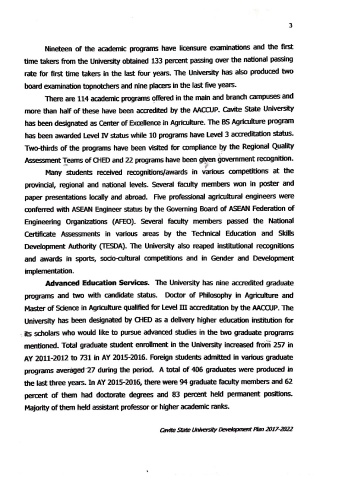 3
Nineteen of the academic programs have licensure examinations and the first
time takers from the University obtained 133 percent passing over the national passing
rate for first time takers in the last four years. The University has also produced two
board examination topnotchers and nine placers in the last five years.
There are 114 academic programs offered in the main and branch campuses and
more than half of these have been accredited by the AACCUP. Cavite State University
has been designated as Center of Excellence in Agriculture. The BS Agriculture program
has been awarded Level IV status while 10 programs have Level 3 accreditation status.
Two-thirds of the programs have been visited for compliance by the Regional Quality
Assessment Teams of CHED and 22 programs have been given government recognition.
Many students received recognitions/awards in various competitions at the
provincial, regional and national levels. Several faculty members won in poster and
paper presentations locally and abroad. Five professional agricultural engineers were
conferred with ASEAN Engineer status by the Governing Board of ASEAN Federation of
Engineering Organizations (AFEO). Several faculty members passed the National
Certificate Assessments in various areas by the Technical Education and Skills
Development Authority (TESDA). The University also reaped institutional recognitions
and awards in sports, socio-cultural competitions and in Gender and Development
implementation.
Advanced Education Services. The University has nine accredited graduate
programs and two with candidate status. Doctor of Philosophy in Agriculture and
Master of Science in Agriculture qualified for Level III accreditation by the AACCUP. The
University has been designated by CHED as a delivery higher education institution for
its scholars who would like to pursue advanced studies in the two graduate programs
mentioned. Total graduate student enrollment in the University increased from 257 in
AY 2011-2012 to 731 in AY 2015-2016. Foreign students admitted in various graduate
programs averaged 27 during the period. A total of 406 graduates were produced in
the last three years. In AY 2015-2016, there were 94 graduate faculty members and 62
percent of them had doctorate degrees and 83 percent held permanent positions.
Majority of them held assistant professor or higher academic ranks.
Cavite State University Development Plan 2017-2022